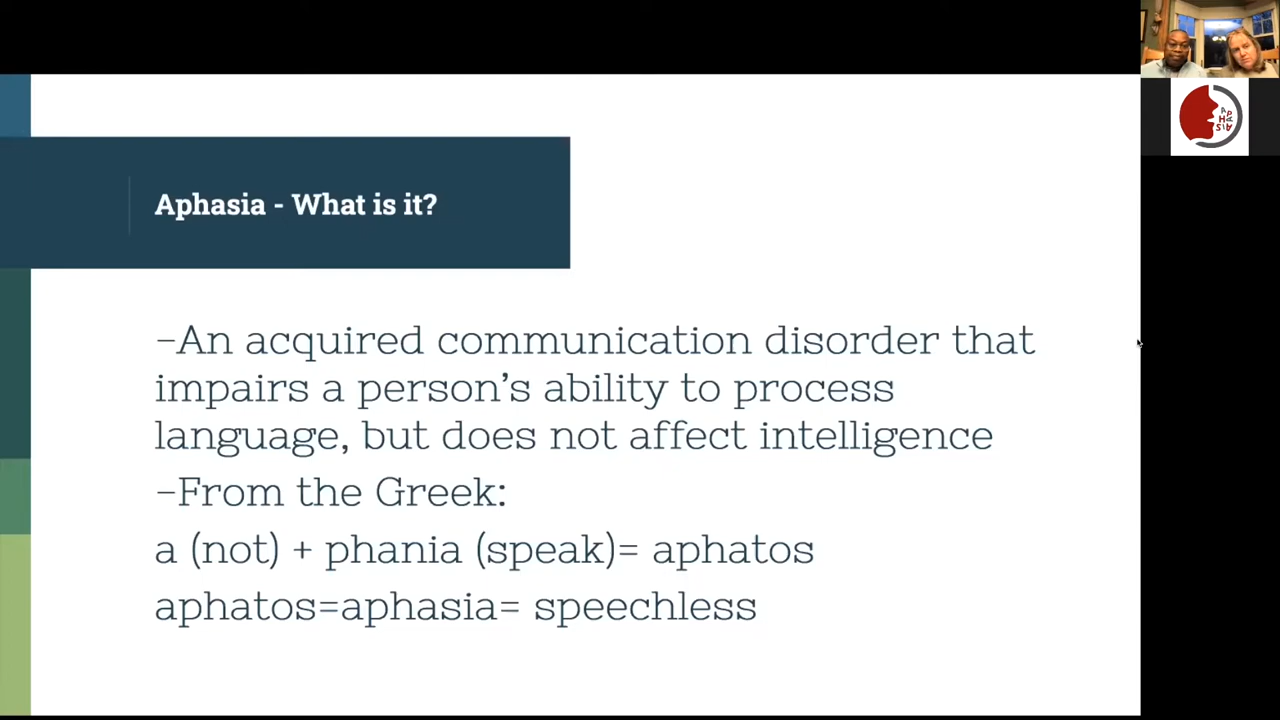 Aphasia - What is it?
-An acquired communication disorder that
impairs a person's ability to process
language, but does not affect intelligence
-From the Greek:
a (not) + phania (speak)= aphatos
aphatos=aphasia= speechless
APHASIA